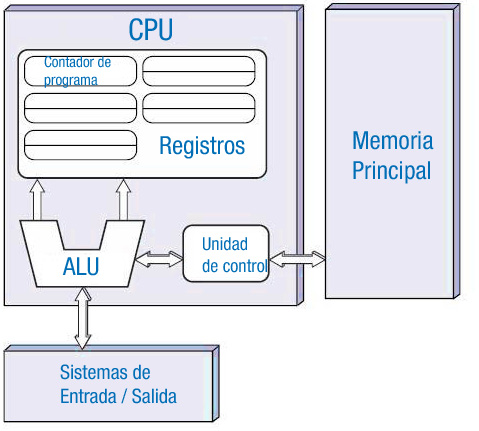 CPU
Contador de
programa
Registros
Memoria
Principal
ALU
Unidad
de control
Sistemas de
Entrada / Salida